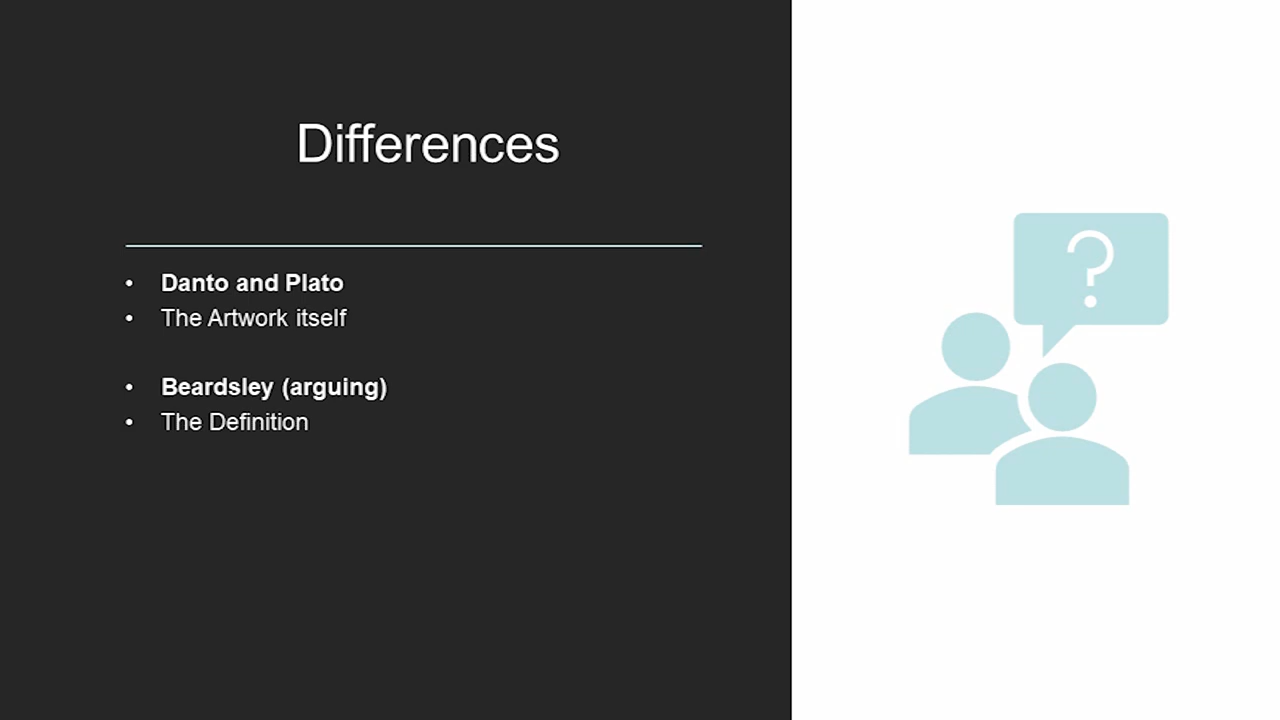 Differences
• Danto and Plato
• The Artwork itself
• Beardsley (arguing)
• The Definition
?